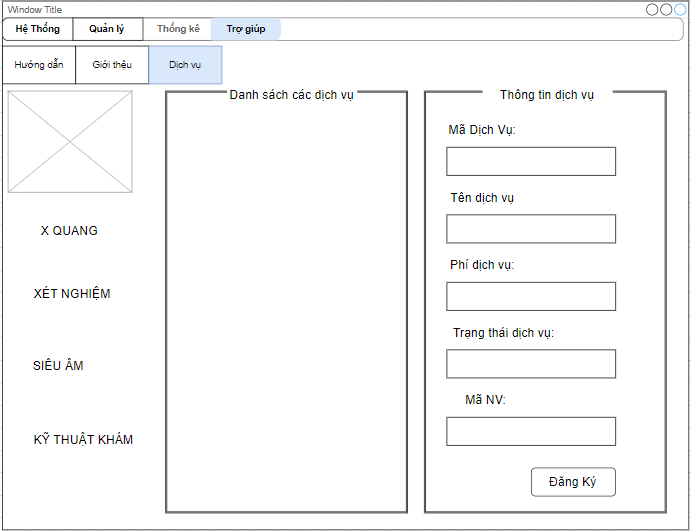 Window Title
Hệ Thống Quản lý Thống kê Trợ giúp
Hướng dẫn Giới thiệu Dịch vụ
Danh sách các dịch vụ
Thông tin dịch vụ
X QUANG
XÉT NGHIỆM
SIÊU ÂM
KỸ THUẬT KHÁM
Mã Dịch Vụ:
Tên dịch vụ
Phí dịch vụ:
Trạng thái dịch vụ:
Mã NV:
Đăng Ký